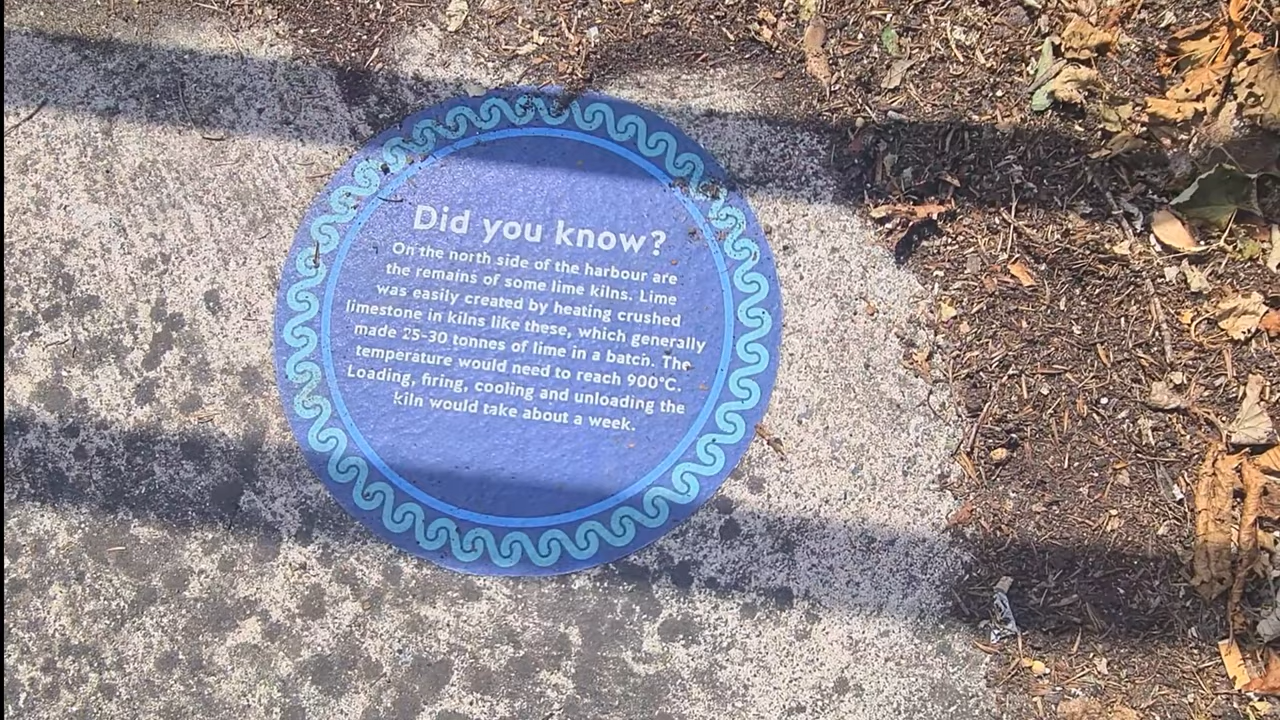 Did you know?
On the north side of the harbour are
the remains of some lime kilns. Lime
was easily created by heating crushed
limestone in kilns like these, which generally
made 25-30 tonnes of lime in a batch. The
temperature would need to reach 900°C.
Loading, firing, cooling and unloading the
kiln would take about a week.